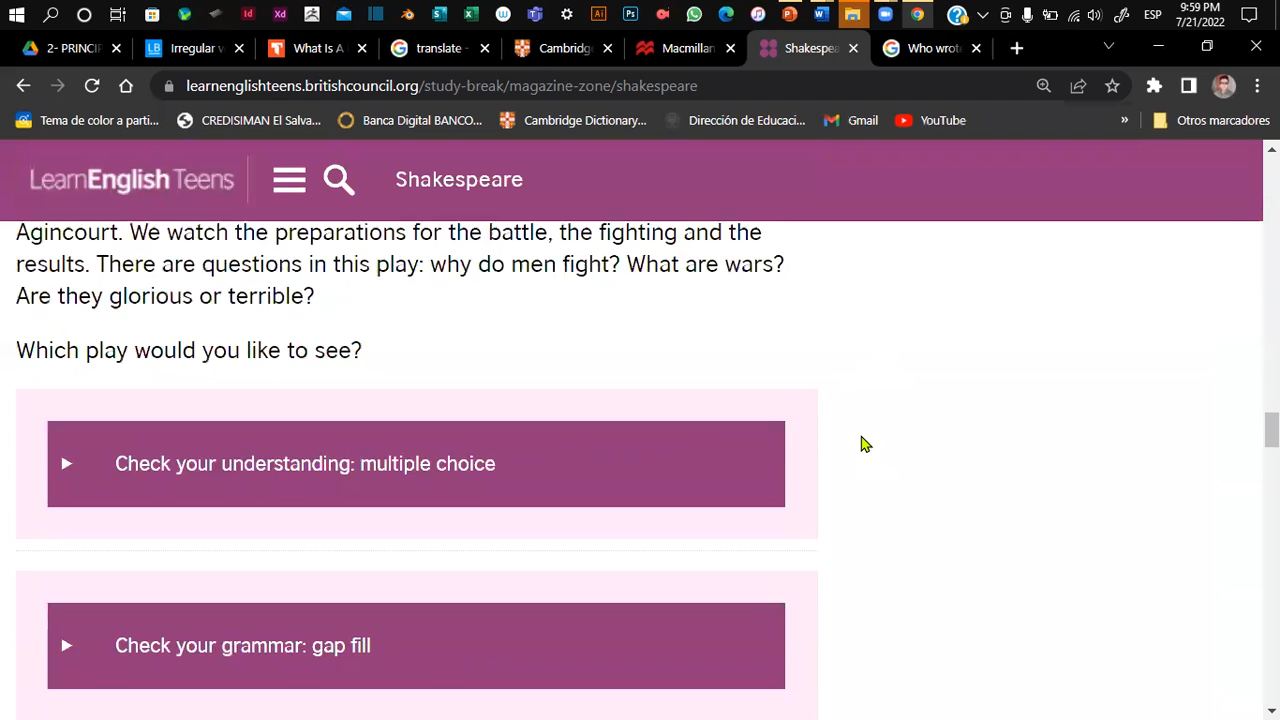 9:59 PM
ESP
7/21/2022
2- PRINCI
Irregular v
What Is A
translate -
Cambridg
Macmillan
Shakespea
Who wrot
learnenglishteens.britishcouncil.org/study-break/magazine-zone/shakespeare
Tema de color a parti...
CREDISIMAN El Salva...
Banca Digital BANCO...
Cambridge Dictionary...
Dirección de Educaci...
Gmail
YouTube
»
Otros marcadores
LearnEnglish Teens
Shakespeare
Agincourt. We watch the preparations for the battle, the fighting and the
results. There are questions in this play: why do men fight? What are wars?
Are they glorious or terrible?
Which play would you like to see?
Check your understanding: multiple choice
Check your grammar: gap fill